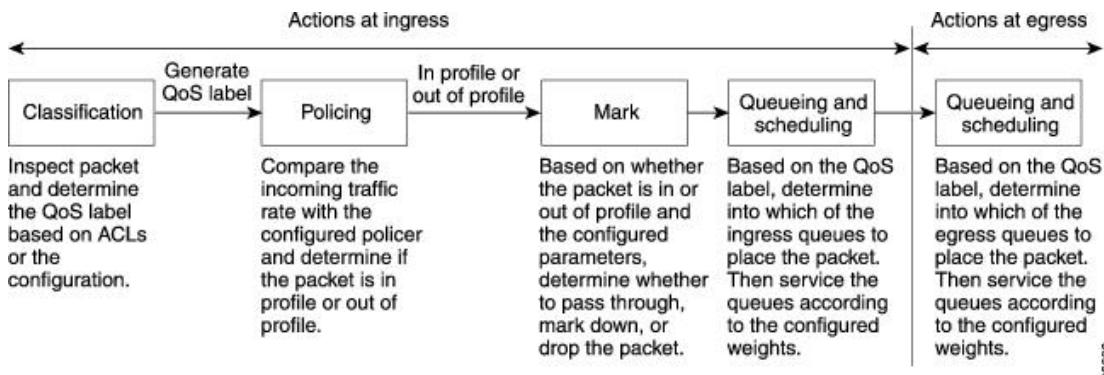 Actions at ingress
Actions at egress
Generate
QoS label
In profile or
out of profile
Classification
Policing
Mark
Queueing and
scheduling
Queueing and
scheduling
Inspect packet
and determine
the QoS label
based on ACLs
or the
configuration.
Compare the
incoming traffic
rate with the
configured policer
and determine if
the packet is in
profile or out of
profile.
Based on whether
the packet is in or
out of profile and
the configured
parameters,
determine whether
to pass through,
mark down, or
drop the packet.
Based on the QoS
label, determine
into which of the
ingress queues to
place the packet.
Then service the
queues according
to the configured
weights.
Based on the QoS
label, determine
into which of the
egress queues to
place the packet.
Then service the
queues according
to the configured
weights.